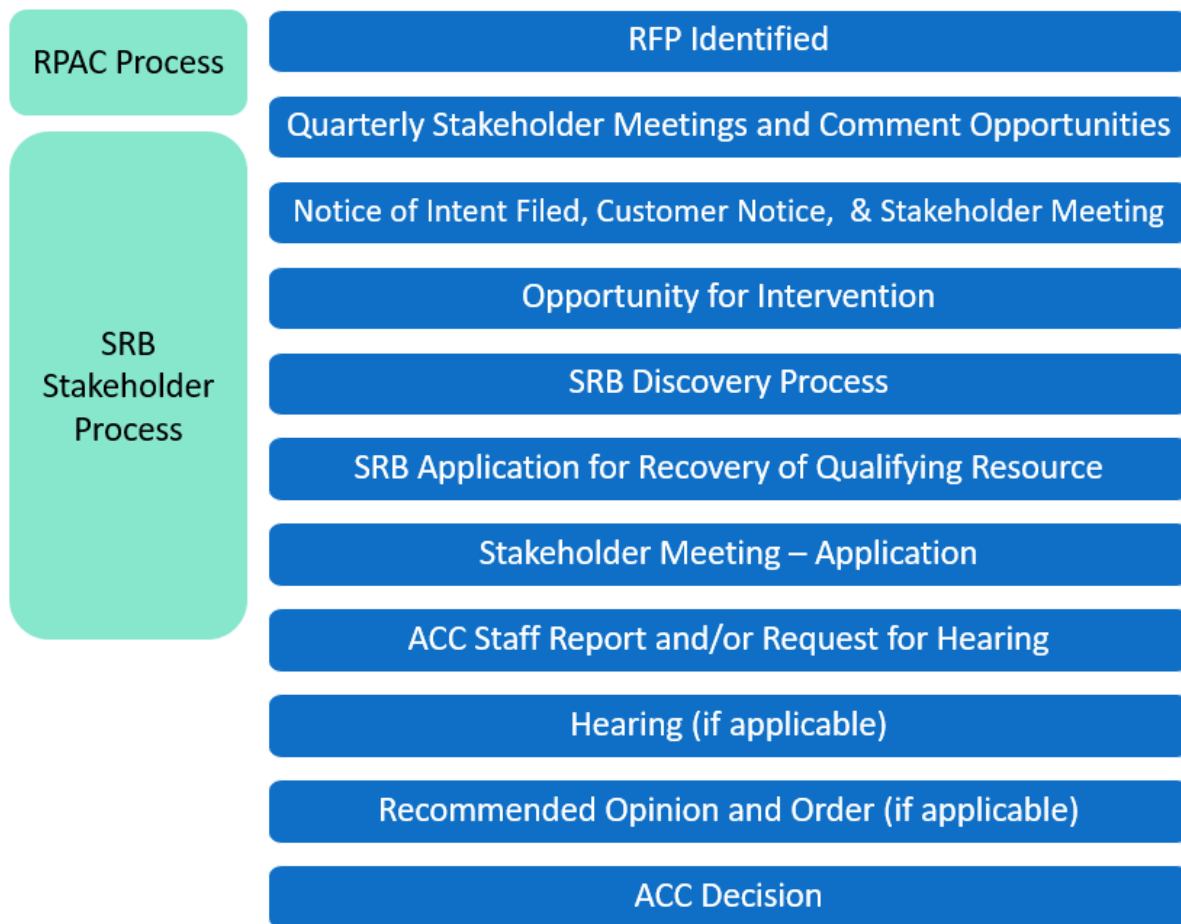 RPAC Process
RFP Identified
Quarterly Stakeholder Meetings and Comment Opportunities
SRB
Stakeholder
Process
Notice of Intent Filed, Customer Notice,  & Stakeholder Meeting
Opportunity for Intervention
SRB Discovery Process
SRB Application for Recovery of Qualifying Resource
Stakeholder Meeting – Application
ACC Staff Report and/or Request for Hearing
Hearing (if applicable)
Recommended Opinion and Order (if applicable)
ACC Decision